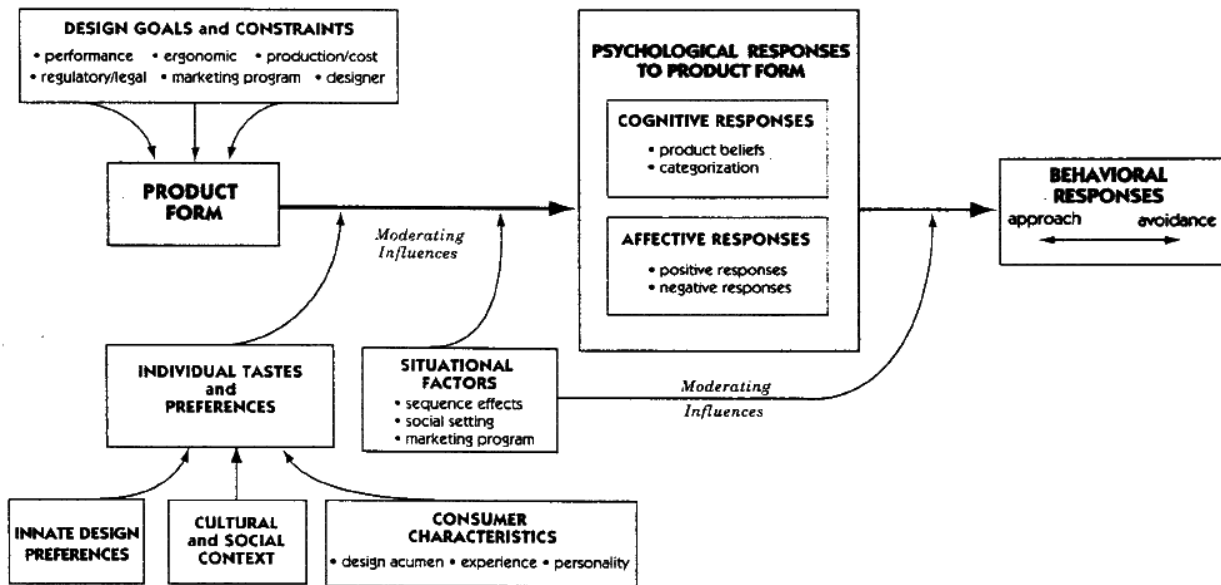 DESIGN GOALS and CONSTRAINTS
• performance • ergonomic • production/cost
• regulatory/legal • marketing program • designer
PRODUCT
FORM
Moderating
Influences
PSYCHOLOGICAL RESPONSES
TO PRODUCT FORM
COGNITIVE RESPONSES
• product beliefs
• categorization
AFFECTIVE RESPONSES
• positive responses
• negative responses
BEHAVIORAL
RESPONSES
approach avoidance
INDIVIDUAL TASTES
and
PREFERENCES
SITUATIONAL
FACTORS
• sequence effects
• social setting
• marketing program
Moderating
Influences
INNATE DESIGN
PREFERENCES
CULTURAL
and SOCIAL
CONTEXT
CONSUMER
CHARACTERISTICS
• design acumen • experience • personality